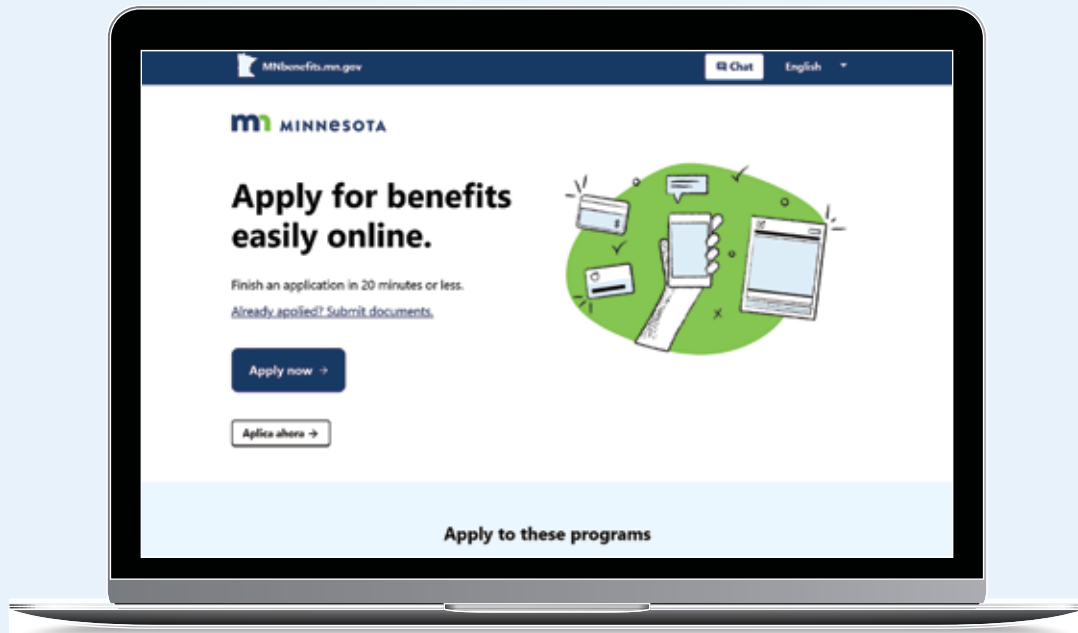 MNbenefits.mn.gov
Chat
English
mn MINNESOTA
Apply for benefits
easily online.
Finish an application in 20 minutes or less.
Already applied? Submit documents.
Apply now →
Aplica ahora →
Apply to these programs